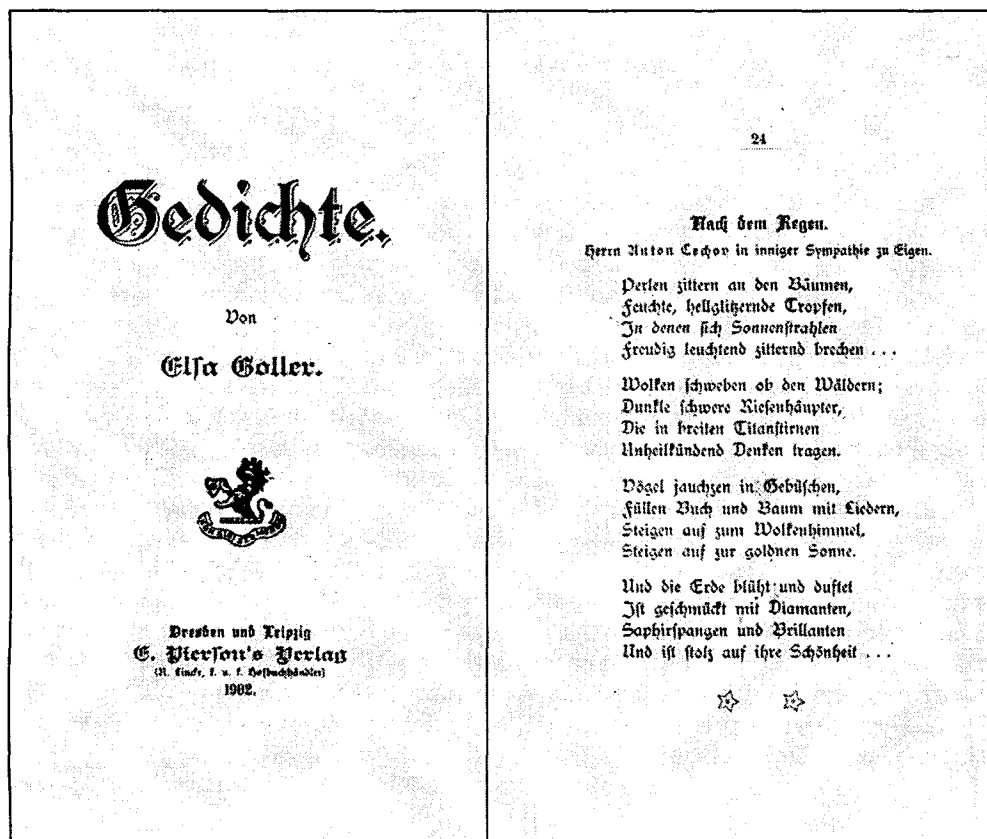 Gedichte.
Von
Elsa Goller.
Dresden und Leipzig
E. Pierson's Verlag
(R. Lincke, k. u. k. Hofbuchhändler)
1902.
24
Nach dem Regen.
Herrn Anton Cechov in inniger Sympathie zu Eigen.
Perlen zittern an den Bäumen,
Feuchte, hellglitzernde Tropfen,
In denen sich Sonnenstrahlen
Freudig leuchtend zitternd brechen ...
Wolken schweben ob den Wäldern;
Dunkle schwere Riesenhäupter,
Die in breiten Titanstirnen
Unheilkündend Denken tragen.
Vögel jauchzen in Gebüschen,
Füllen Buch und Baum mit Liedern,
Steigen auf zum Wolkenhimmel,
Steigen auf zur goldnen Sonne.
Und die Erde blüht und duftet
Ist geschmückt mit Diamanten,
Saphirspangen und Brillanten
Und ist stolz auf ihre Schönheit ...